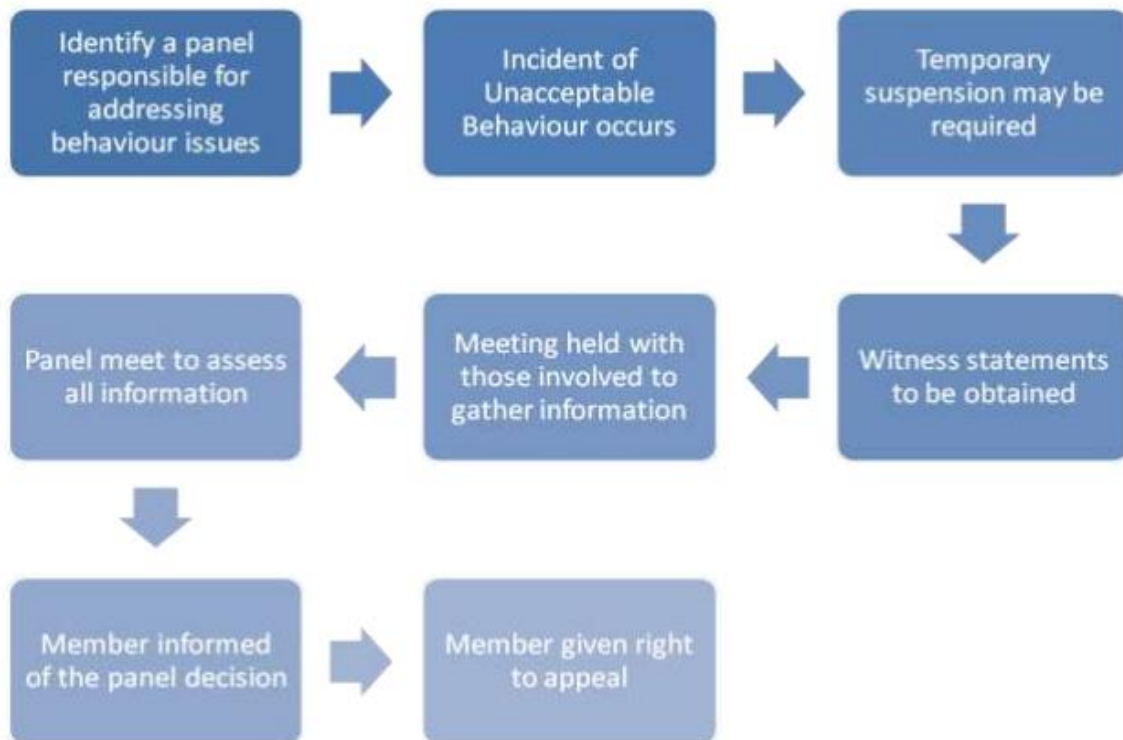 Identify a panel
responsible for
addressing
behaviour issues
Incident of
Unacceptable
Behaviour occurs
Temporary
suspension may be
required
Witness statements
to be obtained
Meeting held with
those involved to
gather information
Panel meet to assess
all information
Member informed
of the panel decision
Member given right
to appeal